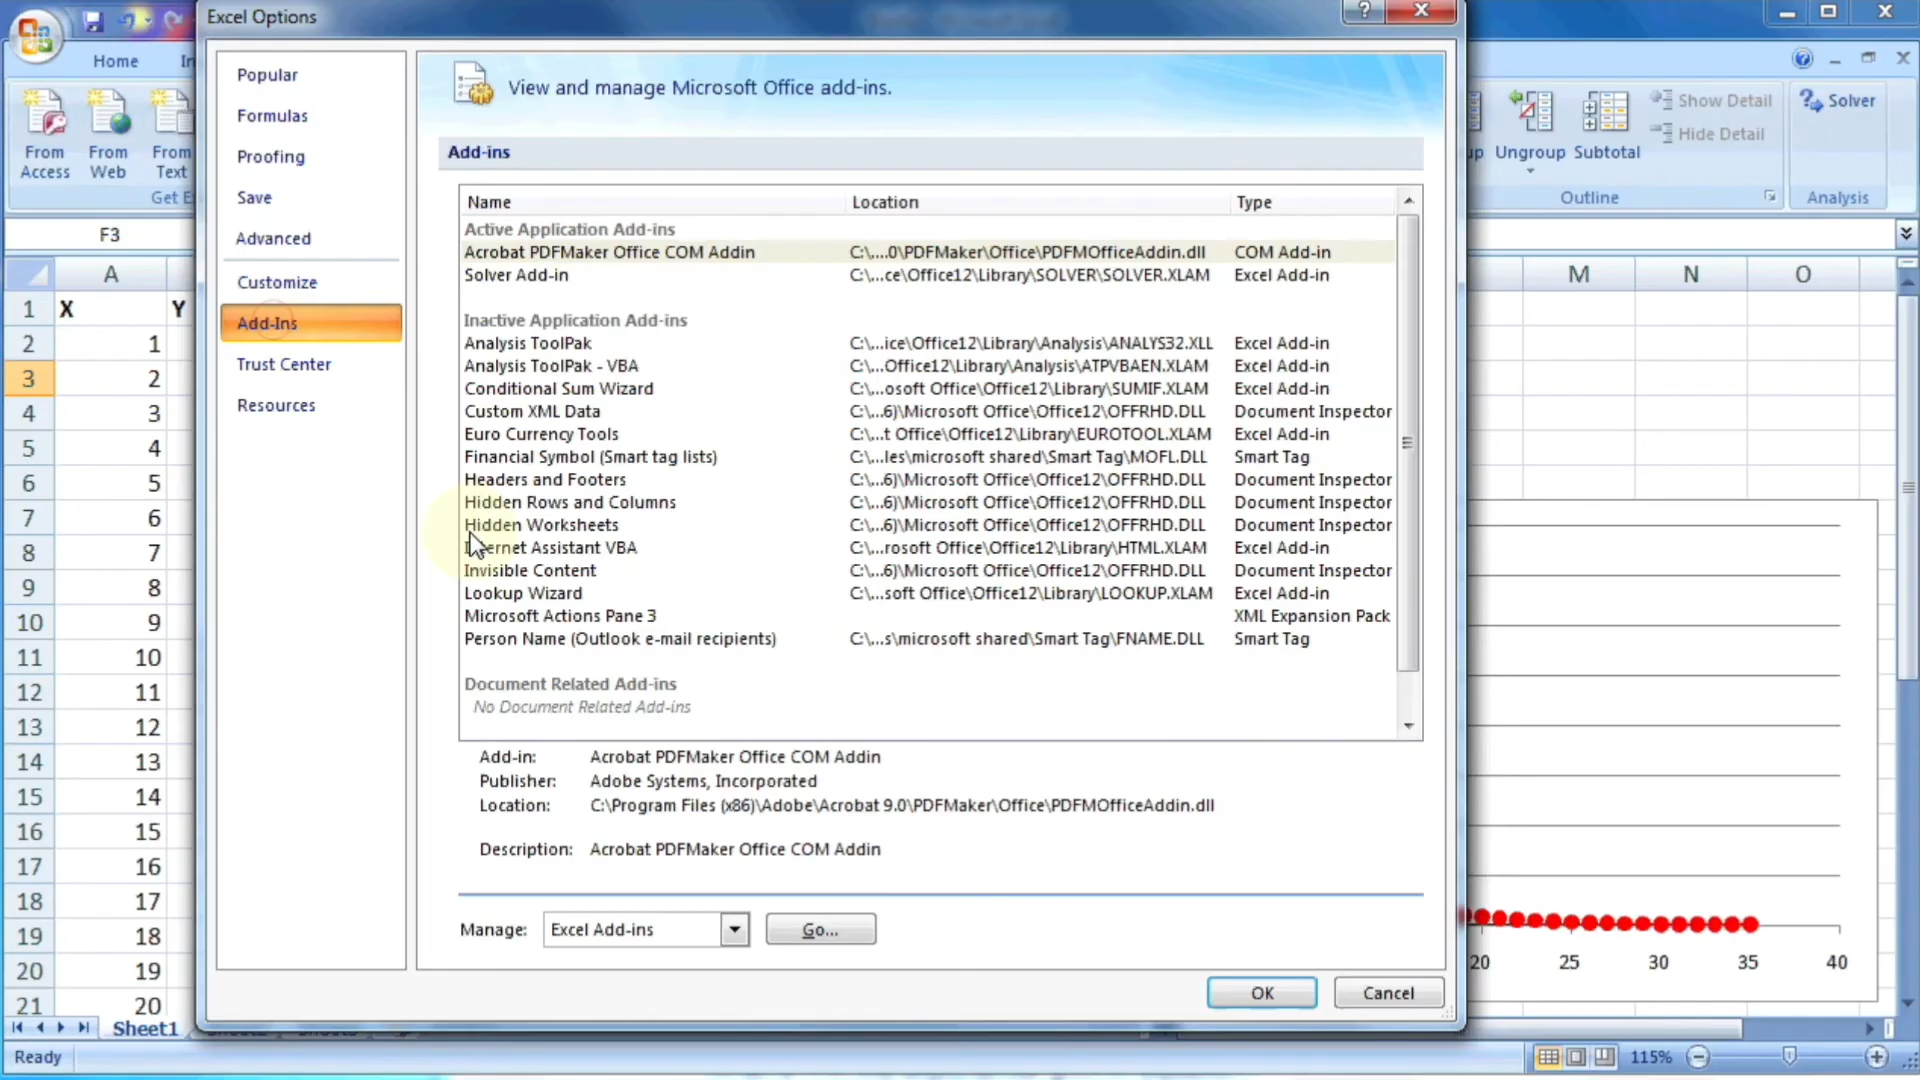 Excel Options
Home
From Access
From Web
From Text
Show Detail
Hide Detail
Ungroup
Subtotal
Outline
Solver
Analysis
F3
A
M
N
O
1 X Y
2 1
3 2
4 3
5 4
6 5
7 6
8 7
9 8
10 9
11 10
12 11
13 12
14 13
15 14
16 15
17 16
18 17
19 18
20 19
21 20
Popular
Formulas
Proofing
Save
Advanced
Customize
Add-Ins
Trust Center
Resources
View and manage Microsoft Office add-ins.
Add-ins
Name Location Type
Active Application Add-ins
Acrobat PDFMaker Office COM Addin C:\...0\PDFMaker\Office\PDFMOfficeAddin.dll COM Add-in
Solver Add-in C:\...ce\Office12\Library\SOLVER\SOLVER.XLAM Excel Add-in
Inactive Application Add-ins
Analysis ToolPak C:\...ice\Office12\Library\Analysis\ANALYS32.XLL Excel Add-in
Analysis ToolPak - VBA C:\...Office12\Library\Analysis\ATPVBAEN.XLAM Excel Add-in
Conditional Sum Wizard C:\...osoft Office\Office12\Library\SUMIF.XLAM Excel Add-in
Custom XML Data C:\...6)\Microsoft Office\Office12\OFFRHD.DLL Document Inspector
Euro Currency Tools C:\...t Office\Office12\Library\EUROTOOL.XLAM Excel Add-in
Financial Symbol (Smart tag lists) C:\...les\microsoft shared\Smart Tag\MOFL.DLL Smart Tag
Headers and Footers C:\...6)\Microsoft Office\Office12\OFFRHD.DLL Document Inspector
Hidden Rows and Columns C:\...6)\Microsoft Office\Office12\OFFRHD.DLL Document Inspector
Hidden Worksheets C:\...6)\Microsoft Office\Office12\OFFRHD.DLL Document Inspector
Internet Assistant VBA C:\...rosoft Office\Office12\Library\HTML.XLAM Excel Add-in
Invisible Content C:\...6)\Microsoft Office\Office12\OFFRHD.DLL Document Inspector
Lookup Wizard C:\...soft Office\Office12\Library\LOOKUP.XLAM Excel Add-in
Microsoft Actions Pane 3 XML Expansion Pack
Person Name (Outlook e-mail recipients) C:\...s\microsoft shared\Smart Tag\FNAME.DLL Smart Tag
Document Related Add-ins
No Document Related Add-ins
Add-in: Acrobat PDFMaker Office COM Addin
Publisher: Adobe Systems, Incorporated
Location: C:\Program Files (x86)\Adobe\Acrobat 9.0\PDFMaker\Office\PDFMOfficeAddin.dll
Description: Acrobat PDFMaker Office COM Addin
Manage: Excel Add-ins Go...
OK Cancel
20 25 30 35 40
Sheet1
Ready
115%